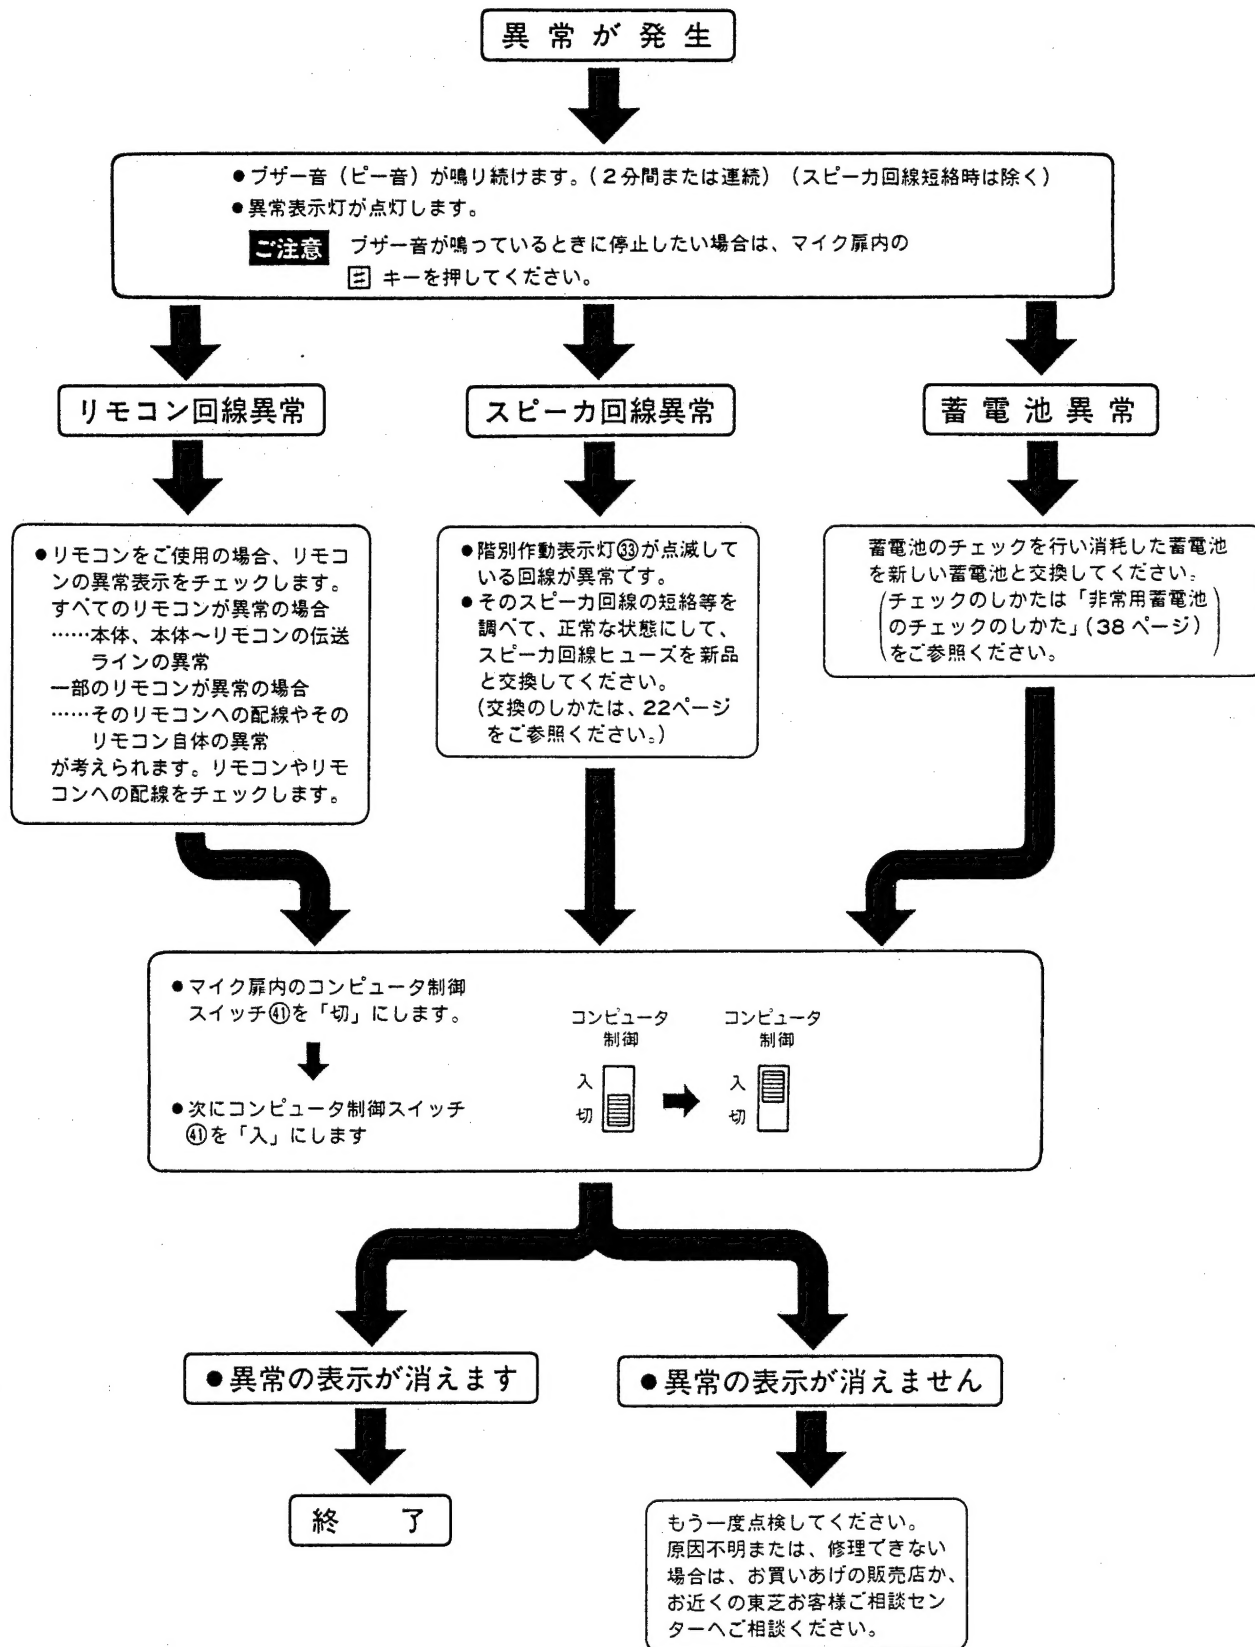 異常が発生
●ブザー音（ピー音）が鳴り続けます。（2分間または連続）（スピーカ回線短絡時は除く）
●異常表示灯が点灯します。
ご注意 ブザー音が鳴っているときに停止したい場合は、マイク扉内の
キーを押してください。
リモコン回線異常
●リモコンをご使用の場合、リモコ
ンの異常表示をチェックします。
すべてのリモコンが異常の場合
……本体、本体～リモコンの伝送
ラインの異常
一部のリモコンが異常の場合
……そのリモコンへの配線やその
リモコン自体の異常
が考えられます。リモコンやリモ
コンへの配線をチェックします。
スピーカ回線異常
●階別作動表示灯㉝が点滅して
いる回線が異常です。
●そのスピーカ回線の短絡等を
調べて、正常な状態にして、
スピーカ回線ヒューズを新品
と交換してください。
（交換のしかたは、22ページ
をご参照ください。）
蓄電池異常
蓄電池のチェックを行い消耗した蓄電池
を新しい蓄電池と交換してください。
（チェックのしかたは「非常用蓄電池
のチェックのしかた」（38ページ）
をご参照ください。）
●マイク扉内のコンピュータ制御
スイッチ㊶を「切」にします。
●次にコンピュータ制御スイッチ
㊶を「入」にします
コンピュータ
制御
入
切
コンピュータ
制御
入
切
●異常の表示が消えます
終了
●異常の表示が消えません
もう一度点検してください。
原因不明または、修理できない
場合は、お買いあげの販売店か、
お近くの東芝お客様ご相談セン
ターへご相談ください。